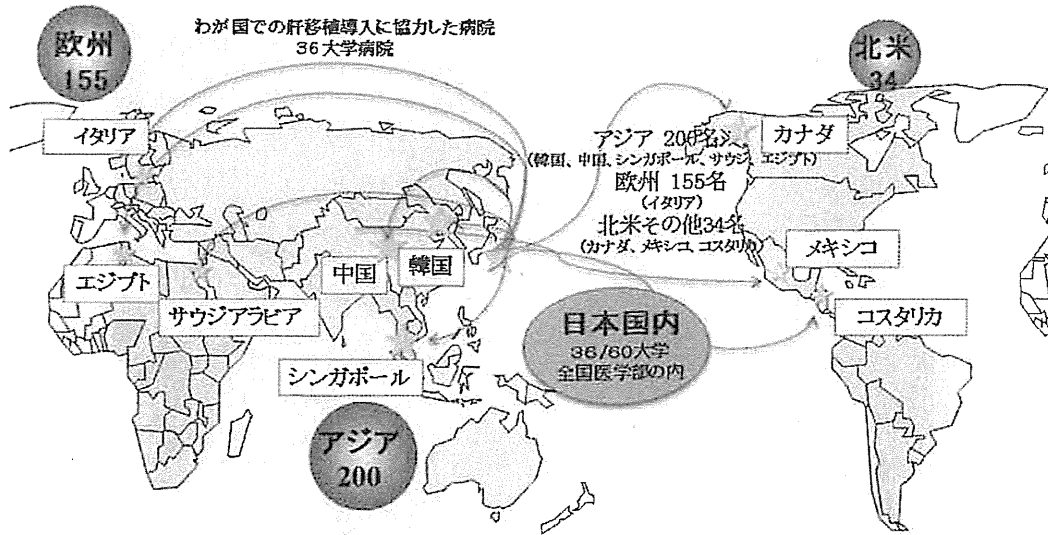 わが国での肝移植導入に協力した病院
36大学病院
欧州
155
北米
34
イタリア
カナダ
アジア 200名
(韓国、中国、シンガポール、サウジ、エジプト)
欧州 155名
(イタリア)
北米その他34名
(カナダ、メキシコ、コスタリカ)
メキシコ
エジプト
中国
韓国
サウジアラビア
コスタリカ
日本国内
36/60大学
全国医学部の内
シンガポール
アジア
200